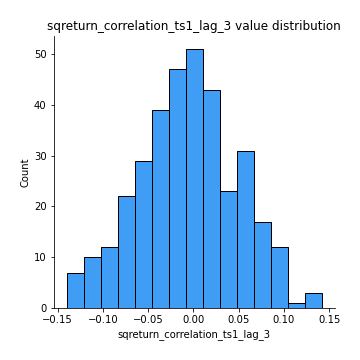 sqreturn_correlation_ts1_lag_3 value distribution
50
40
30
20
10
0
Count
−0.15 −0.10 −0.05 0.00 0.05 0.10 0.15
sqreturn_correlation_ts1_lag_3